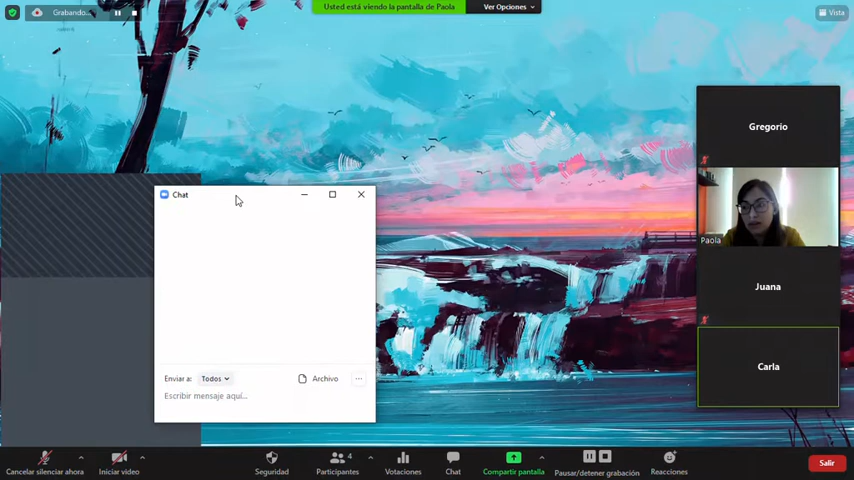 Grabando...
Usted está viendo la pantalla de Paola
Ver Opciones
Vista
Gregorio
Chat
Paola
Juana
Carla
Enviar a:
Todos
Archivo
Escribir mensaje aquí...
4
Cancelar silenciar ahora
Iniciar video
Seguridad
Participantes
Votaciones
Chat
Compartir pantalla
Pausar/detener grabación
Reacciones
Salir